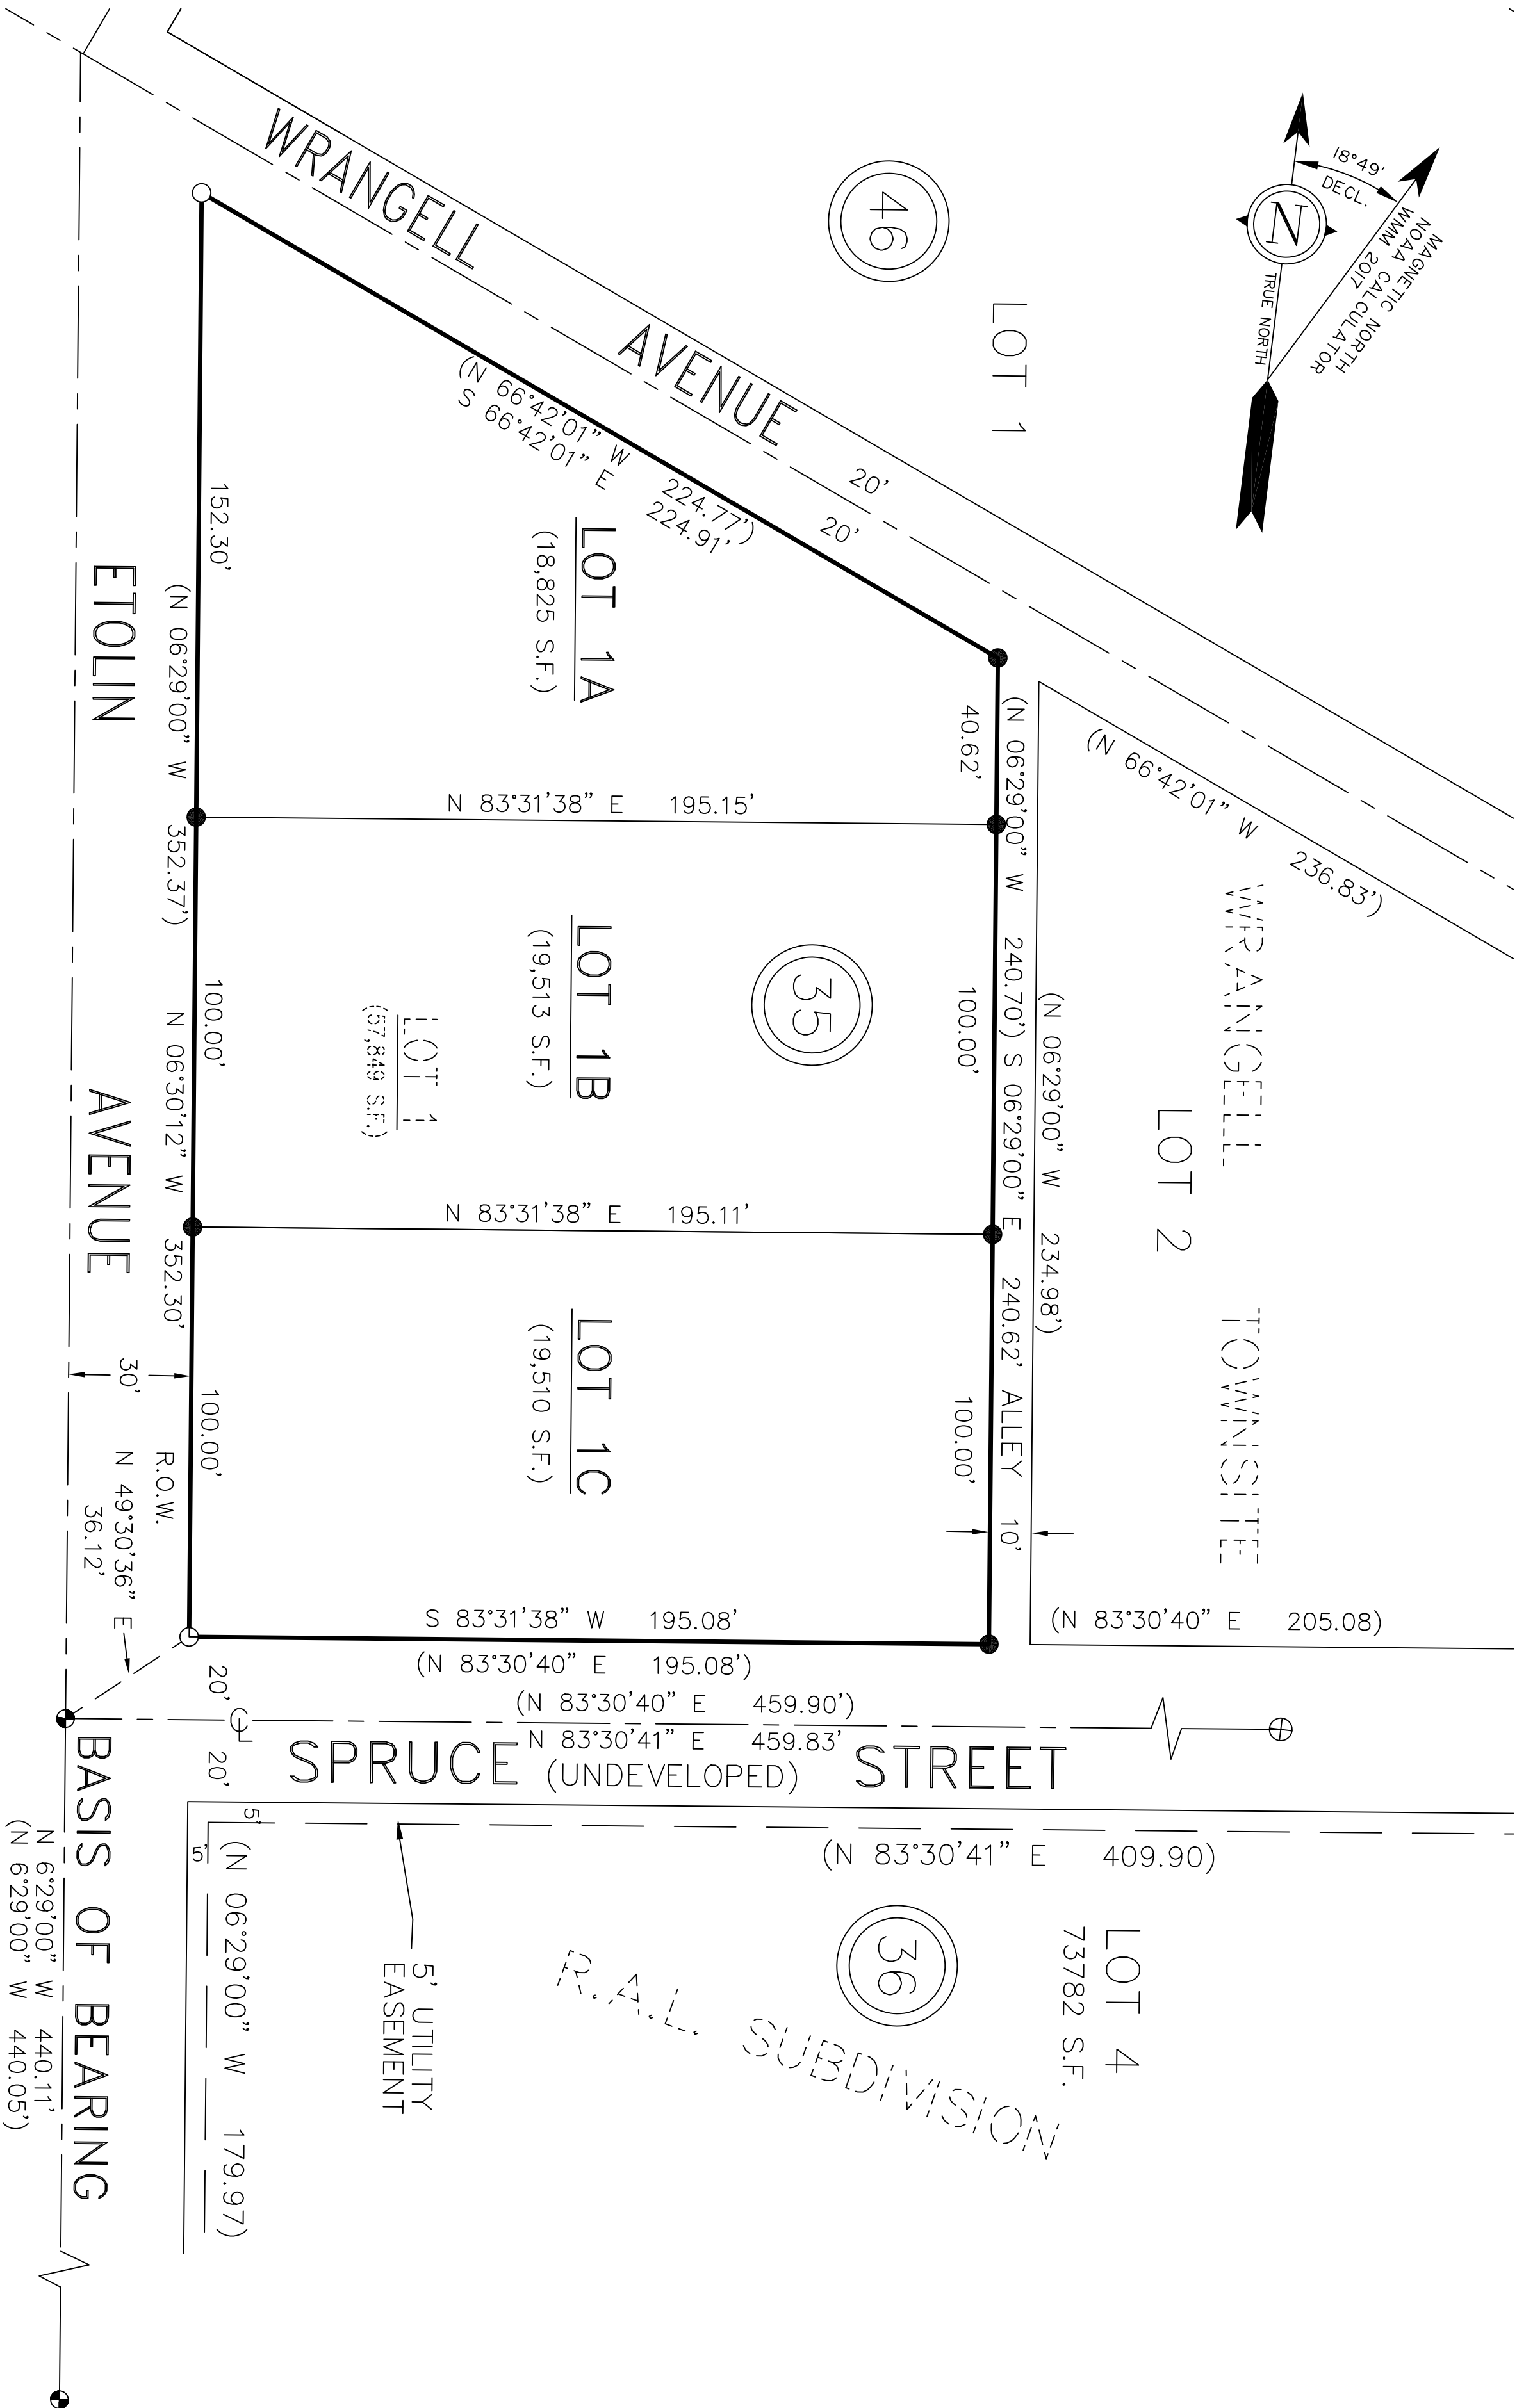 MAGNETIC NORTH
NOAA CALCULATOR
WMM 2017
18°49'
DECL.
N
TRUE NORTH
46
LOT 1
WRANGELL AVENUE
20'
20'
(N 66°42'01" W 224.77')
S 66°42'01" E 224.91'
(N 66°42'01" W 236.83')
WRANGELL TOWNSITE
LOT 2
(N 06°29'00" W 234.98')
(N 83°30'40" E 205.08)
(N 06°29'00" W 240.70') S 06°29'00" E 240.62' ALLEY 10'
40.62'
100.00'
100.00'
LOT 1A
(18,825 S.F.)
N 83°31'38" E 195.15'
35
LOT 1B
(19,513 S.F.)
LOT 1
(57,849 S.F.)
N 83°31'38" E 195.11'
LOT 1C
(19,510 S.F.)
S 83°31'38" W 195.08'
(N 83°30'40" E 195.08')
152.30'
100.00'
100.00'
(N 06°29'00" W 352.37') N 06°30'12" W 352.30'
30'
R.O.W.
N 49°30'36" E
36.12'
ETOLIN AVENUE
(N 83°30'40" E 459.90')
N 83°30'41" E 459.83'
SPRUCE (UNDEVELOPED) STREET
20'
CL
20'
5'
5'
(N 83°30'41" E 409.90)
36
LOT 4
73782 S.F.
R.A.L. SUBDIVISION
5' UTILITY
EASEMENT
(N 06°29'00" W 179.97)
BASIS OF BEARING
N 6°29'00" W 440.11'
(N 6°29'00" W 440.05')